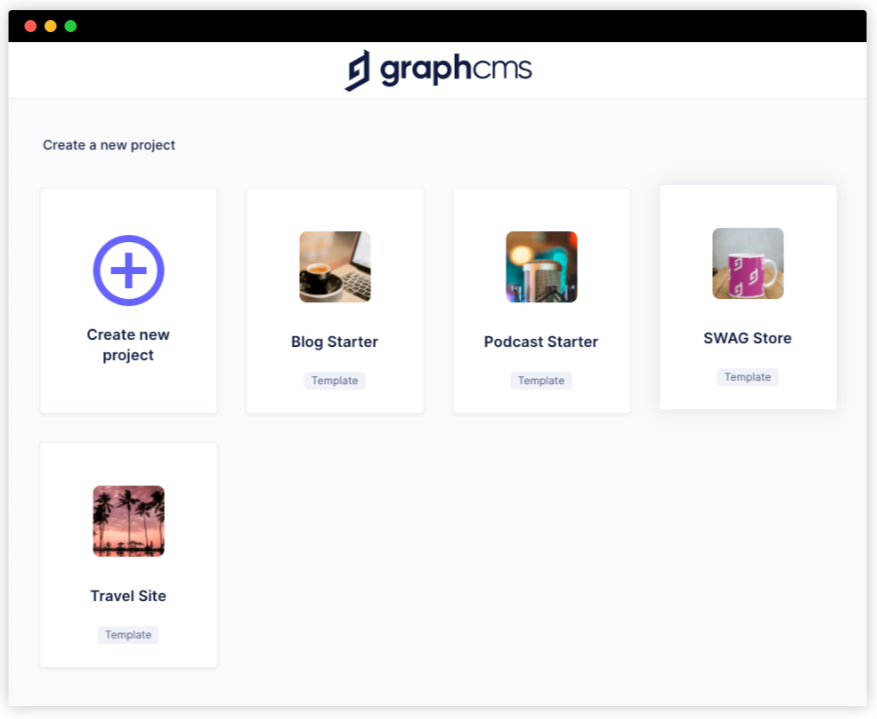 graphcms
Create a new project
Create new
project
Blog Starter
Template
Podcast Starter
Template
SWAG Store
Template
Travel Site
Template